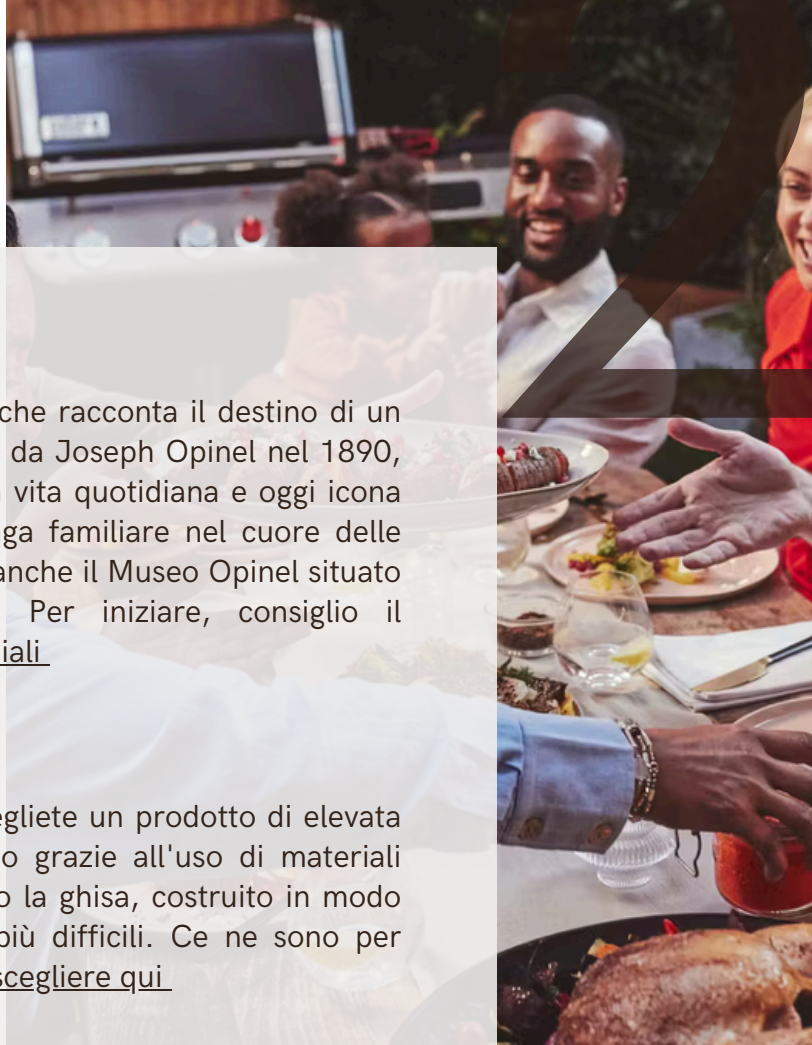 2
che racconta il destino di un
da Joseph Opinel nel 1890,
vita quotidiana e oggi icona
ga familiare nel cuore delle
anche il Museo Opinel situato
Per iniziare, consiglio il
iali
egliete un prodotto di elevata
o grazie all'uso di materiali
o la ghisa, costruito in modo
più difficili. Ce ne sono per
scegliere qui